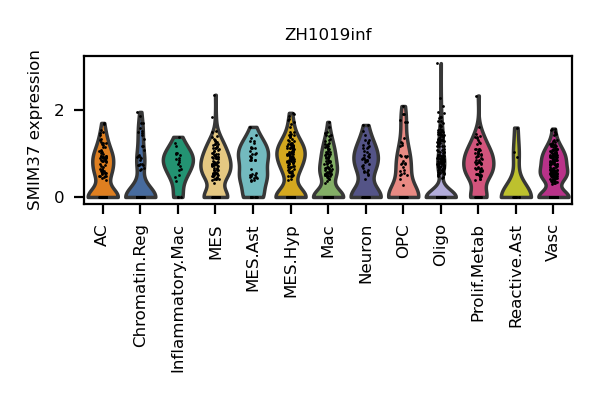 ZH1019inf
SMIM37 expression
2
0
AC
Chromatin.Reg
Inflammatory.Mac
MES
MES.Ast
MES.Hyp
Mac
Neuron
OPC
Oligo
Prolif.Metab
Reactive.Ast
Vasc